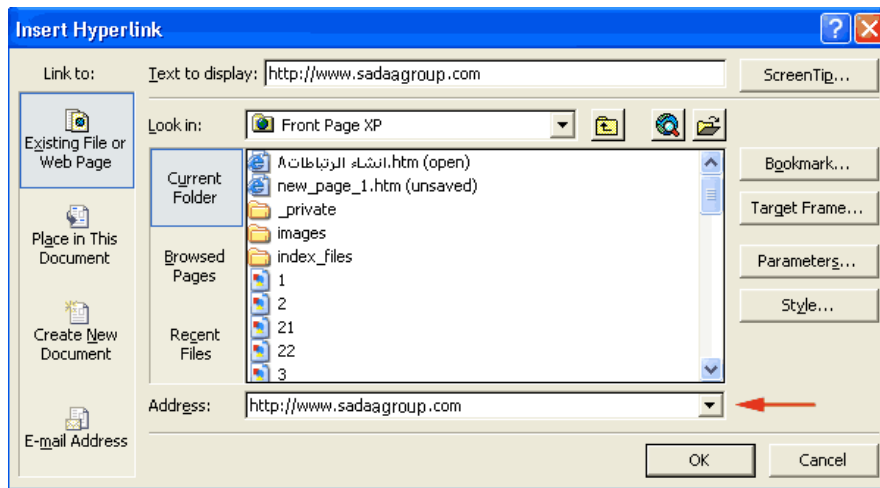 Insert Hyperlink
Link to:
Text to display: http://www.sadaagroup.com
ScreenTip...
Existing File or
Web Page
Place in This
Document
Create New
Document
E-mail Address
Look in: Front Page XP
Current
Folder
Browsed
Pages
Recent
Files
انشاء الرتباطات8.htm (open)
new_page_1.htm (unsaved)
_private
images
index_files
1
2
21
22
3
Bookmark...
Target Frame...
Parameters...
Style...
Address: http://www.sadaagroup.com
OK
Cancel